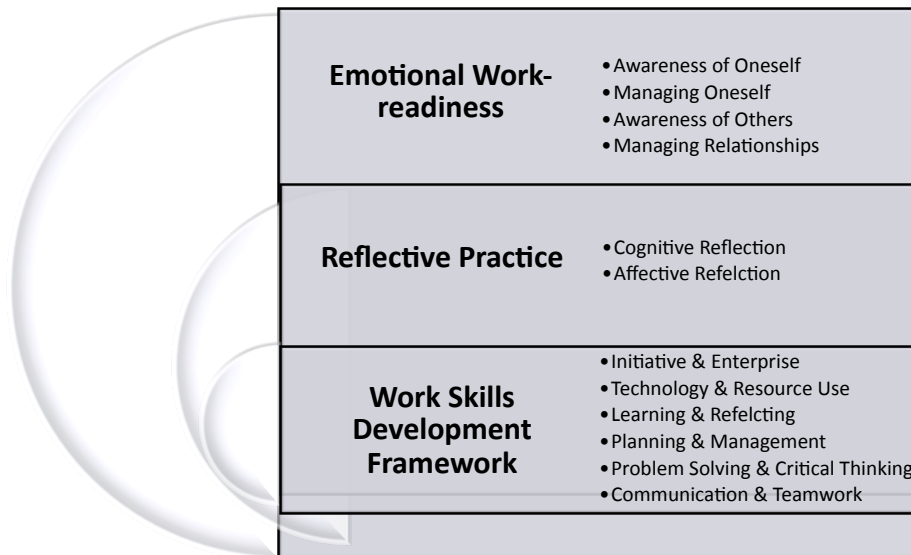 Emotional Work-
readiness
•Awareness of Oneself
•Managing Oneself
•Awareness of Others
•Managing Relationships
Reflective Practice
•Cognitive Reflection
•Affective Refelction
Work Skills
Development
Framework
•Initiative & Enterprise
•Technology & Resource Use
•Learning & Refelcting
•Planning & Management
•Problem Solving & Critical Thinking
•Communication & Teamwork